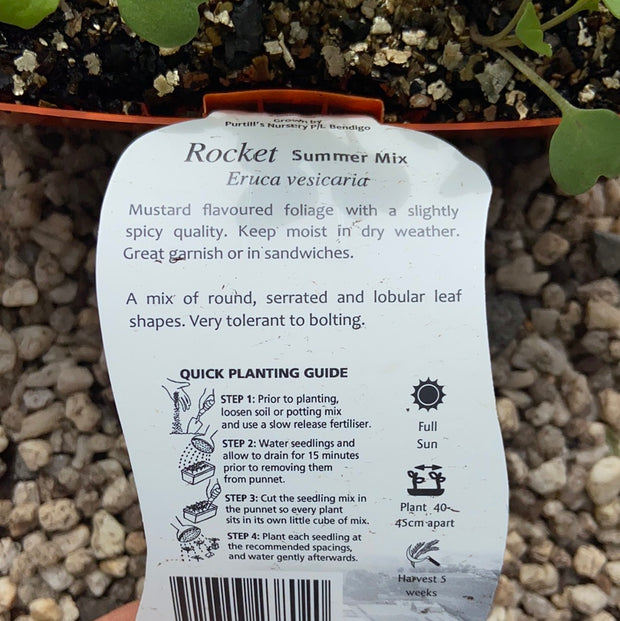 Grown by
Purtill's Nursery P/L Bendigo
Rocket Summer Mix
Eruca vesicaria
Mustard flavoured foliage with a slightly
spicy quality. Keep moist in dry weather.
Great garnish or in sandwiches.
A mix of round, serrated and lobular leaf
shapes. Very tolerant to bolting.
QUICK PLANTING GUIDE
STEP 1: Prior to planting,
loosen soil or potting mix
and use a slow release fertiliser.
STEP 2: Water seedlings and
allow to drain for 15 minutes
prior to removing them
from punnet.
STEP 3: Cut the seedling mix in
the punnet so every plant
sits in its own little cube of mix.
STEP 4: Plant each seedling at
the recommended spacings,
and water gently afterwards.
Full
Sun
Plant 40-
45cm apart
Harvest 5
weeks